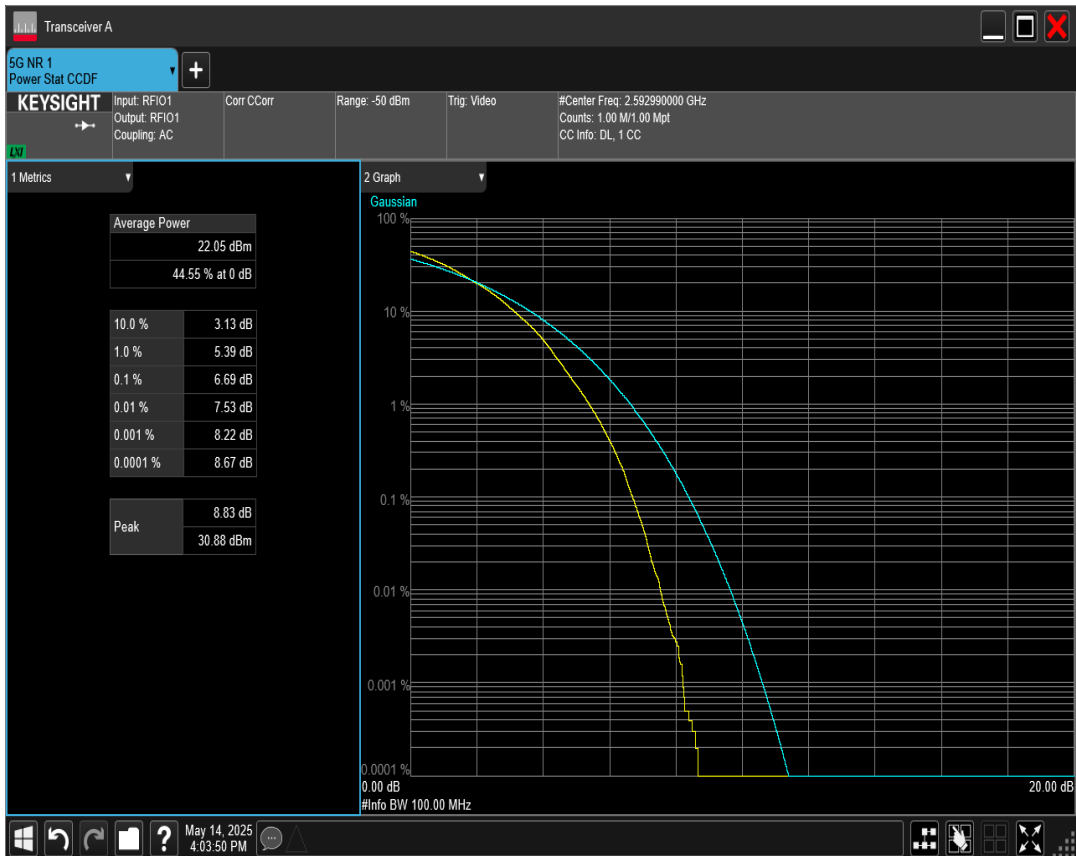 Transceiver A
5G NR 1
Power Stat CCDF
+
KEYSIGHT
LXI
Input: RFIO1
Output: RFIO1
Coupling: AC
Corr CCorr
Range: -50 dBm
Trig: Video
#Center Freq: 2.592990000 GHz
Counts: 1.00 M/1.00 Mpt
CC Info: DL, 1 CC
1 Metrics
Average Power
22.05 dBm
44.55 % at 0 dB
10.0 % 3.13 dB
1.0 % 5.39 dB
0.1 % 6.69 dB
0.01 % 7.53 dB
0.001 % 8.22 dB
0.0001 % 8.67 dB
Peak
8.83 dB
30.88 dBm
2 Graph
Gaussian
100 %
10 %
1 %
0.1 %
0.01 %
0.001 %
0.0001 %
0.00 dB
20.00 dB
#Info BW 100.00 MHz
?
May 14, 2025
4:03:50 PM